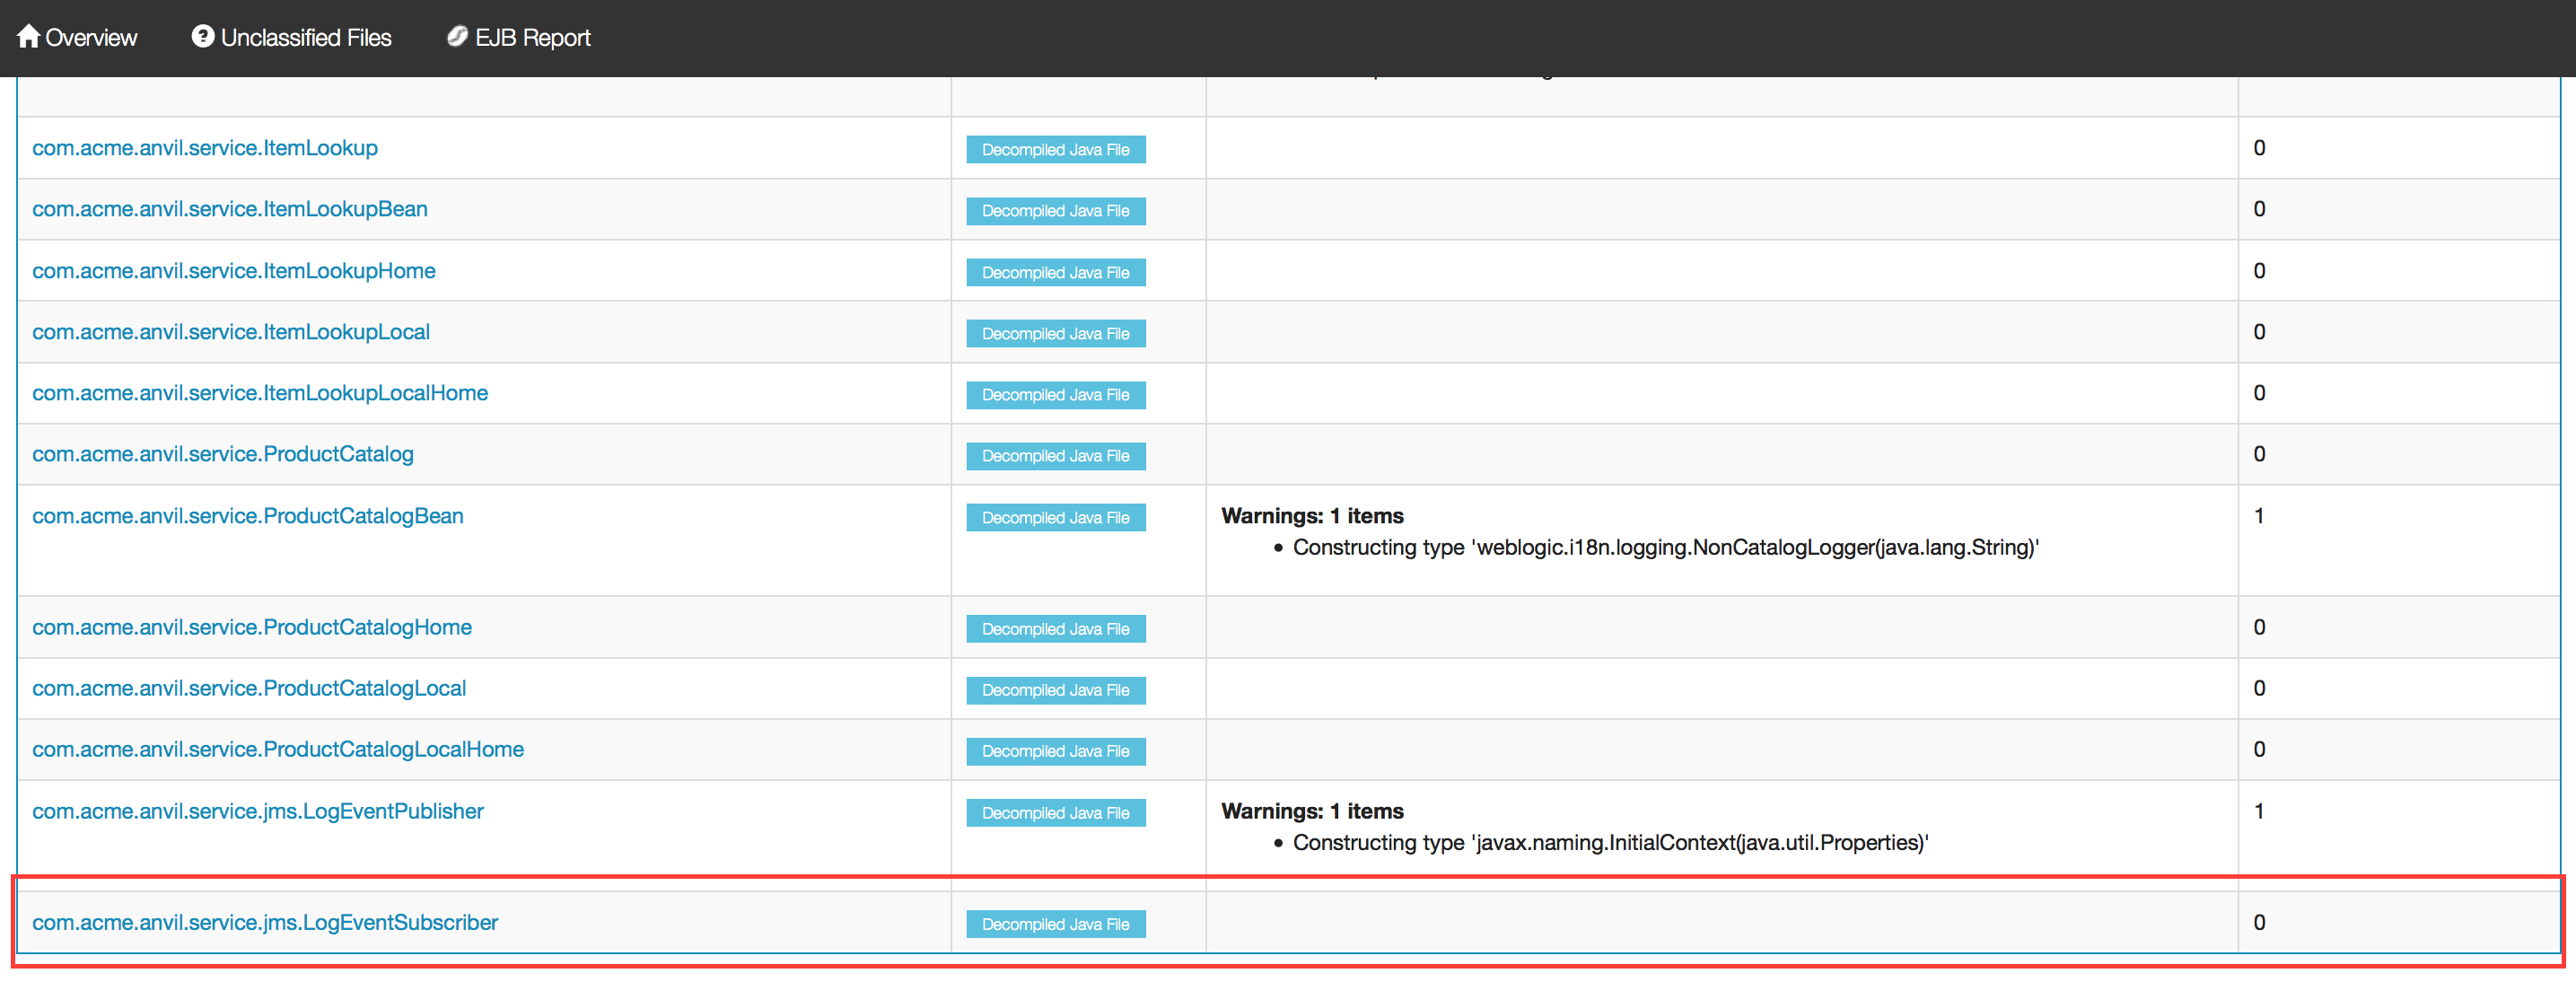 Overview Unclassified Files EJB Report
com.acme.anvil.service.ItemLookup Decompiled Java File 0
com.acme.anvil.service.ItemLookupBean Decompiled Java File 0
com.acme.anvil.service.ItemLookupHome Decompiled Java File 0
com.acme.anvil.service.ItemLookupLocal Decompiled Java File 0
com.acme.anvil.service.ItemLookupLocalHome Decompiled Java File 0
com.acme.anvil.service.ProductCatalog Decompiled Java File 0
com.acme.anvil.service.ProductCatalogBean Decompiled Java File Warnings: 1 items 1
• Constructing type 'weblogic.i18n.logging.NonCatalogLogger(java.lang.String)'
com.acme.anvil.service.ProductCatalogHome Decompiled Java File 0
com.acme.anvil.service.ProductCatalogLocal Decompiled Java File 0
com.acme.anvil.service.ProductCatalogLocalHome Decompiled Java File 0
com.acme.anvil.service.jms.LogEventPublisher Decompiled Java File Warnings: 1 items 1
• Constructing type 'javax.naming.InitialContext(java.util.Properties)'
com.acme.anvil.service.jms.LogEventSubscriber Decompiled Java File 0